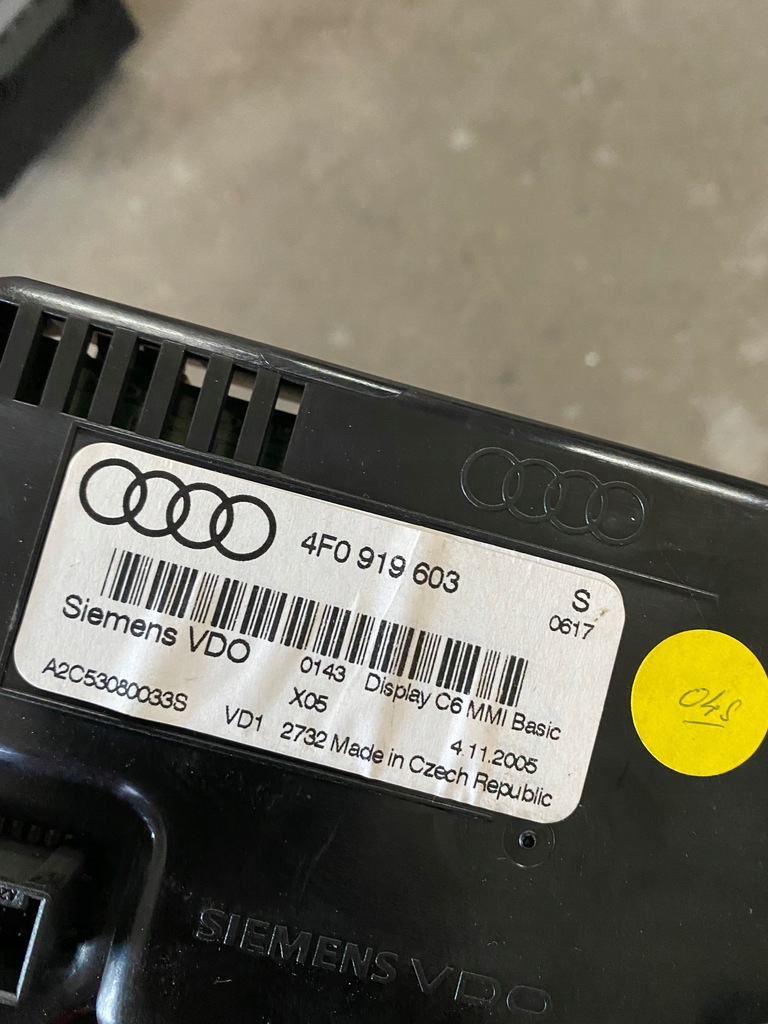 4F0 919 603
S
0617
Siemens VDO
0143 Display C6 MMI Basic
A2C53080033S
X05
4.11.2005
VD1 2732 Made in Czech Republic
04S
SIEMENS VDO